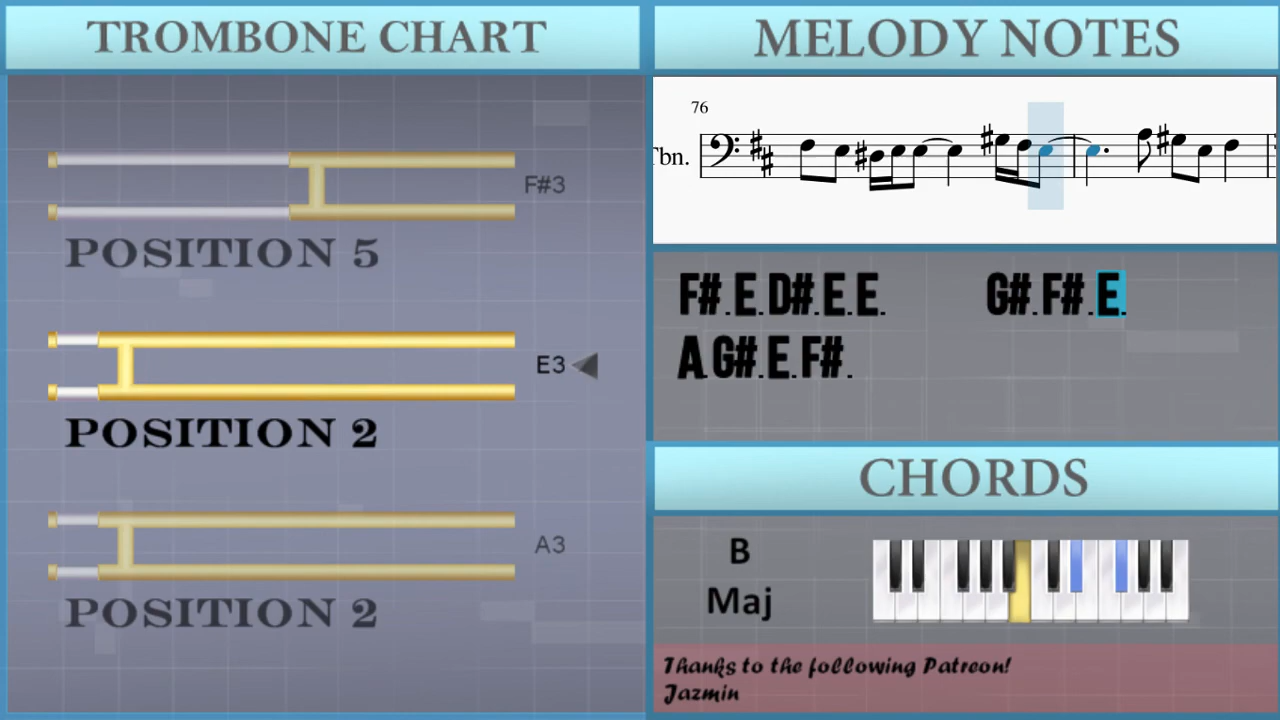 TROMBONE CHART
F#3
POSITION 5
E3
POSITION 2
A3
POSITION 2
MELODY NOTES
76
Tbn.
F#.E.D#.E.E. G#.F#.E.
A.G#.E.F#.
CHORDS
B
Maj
Thanks to the following Patreon!
Jazmin